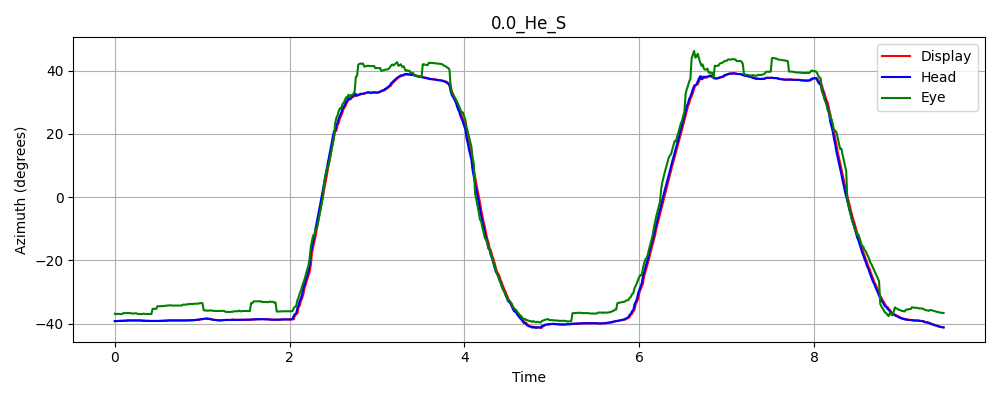 0.0_He_S
Display
Head
Eye
Azimuth (degrees)
40
20
0
−20
−40
0 2 4 6 8
Time